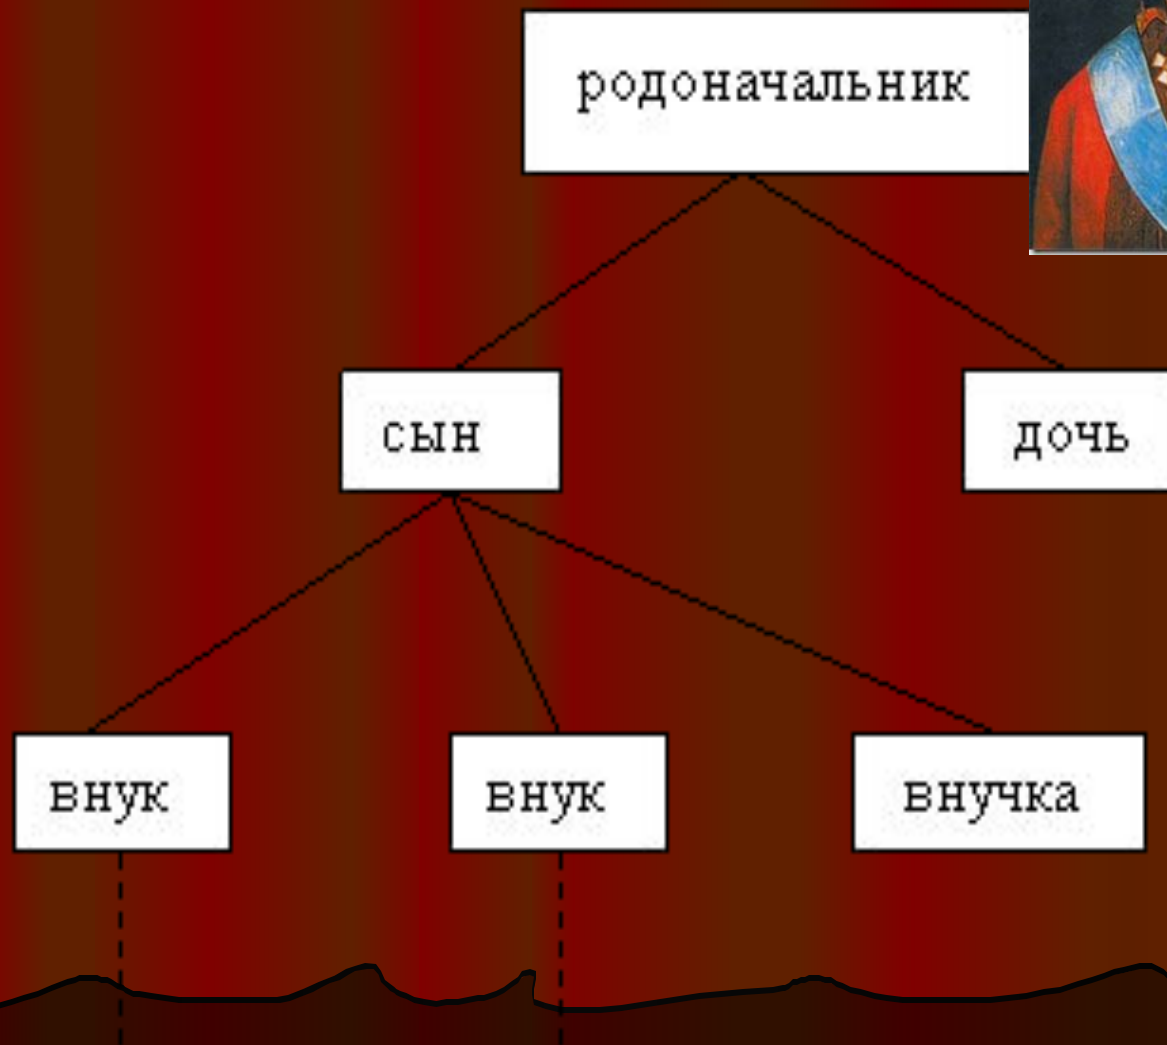 родоначальник
сын
дочь
внук
внук
внучка